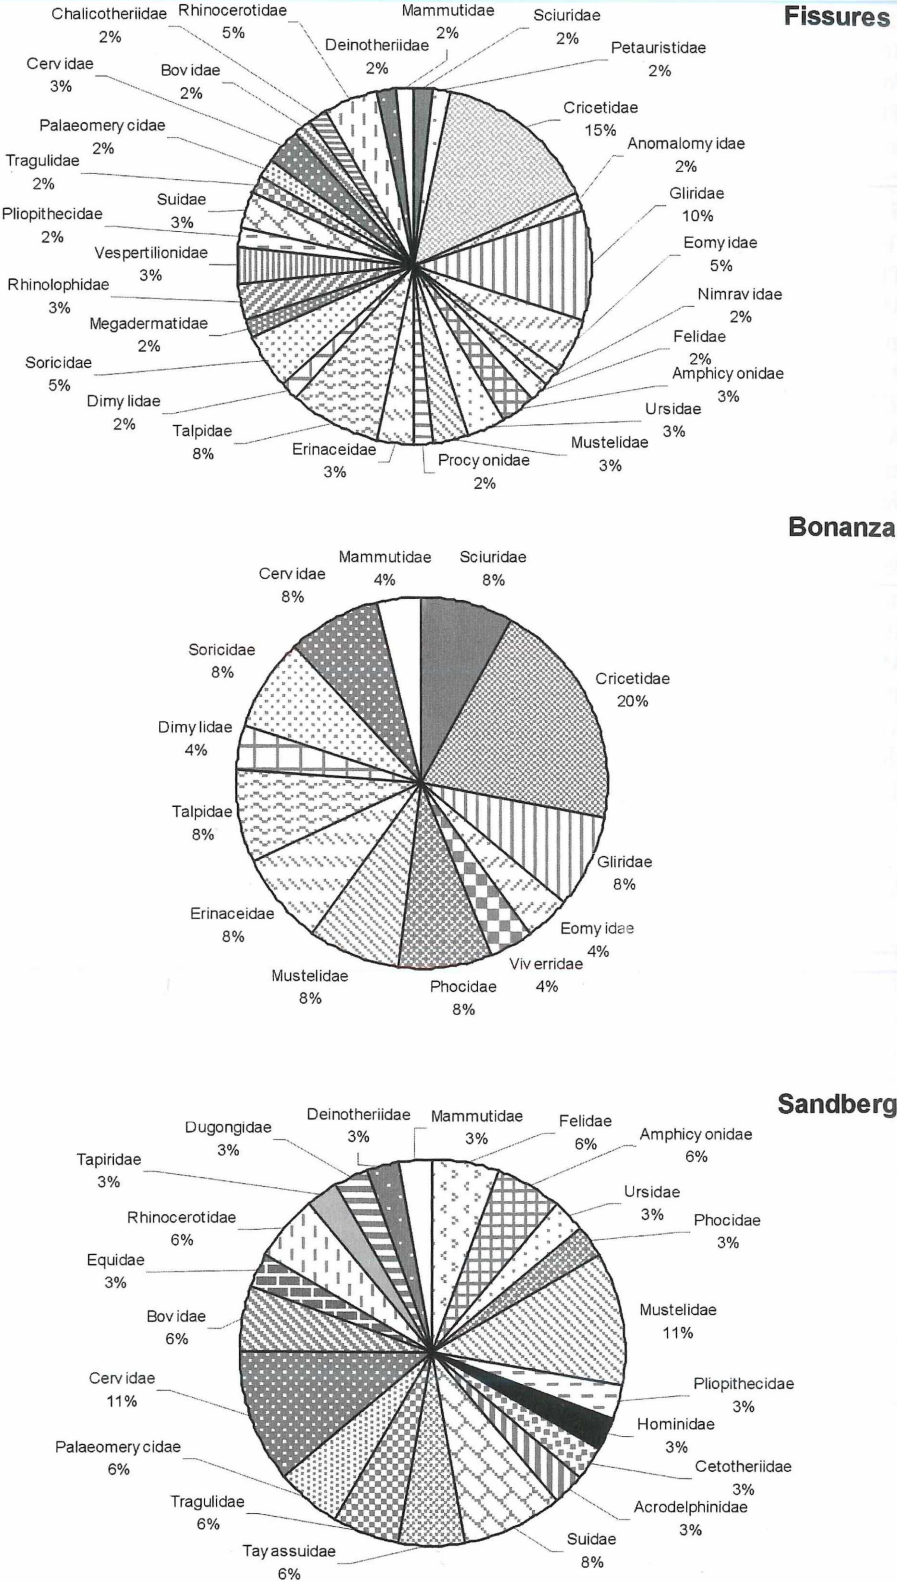 Fissures
Mammutidae
2%
Sciuridae
2%
Petauristidae
2%
Cricetidae
15%
Anomalomyidae
2%
Gliridae
10%
Eomyidae
5%
Nimravidae
2%
Felidae
2%
Amphicyonidae
3%
Ursidae
3%
Mustelidae
3%
Procyonidae
2%
Erinaceidae
3%
Talpidae
8%
Dimylidae
2%
Soricidae
5%
Megadermatidae
2%
Rhinolophidae
3%
Vespertilionidae
3%
Pliopithecidae
2%
Suidae
3%
Tragulidae
2%
Palaeomerycidae
2%
Cervidae
3%
Bovidae
2%
Chalicotheriidae
2%
Rhinocerotidae
5%
Deinotheriidae
2%
Bonanza
Mammutidae
4%
Sciuridae
8%
Cricetidae
20%
Gliridae
8%
Eomyidae
4%
Viverridae
4%
Phocidae
8%
Mustelidae
8%
Erinaceidae
8%
Talpidae
8%
Dimylidae
4%
Soricidae
8%
Cervidae
8%
Sandberg
Mammutidae
3%
Felidae
6%
Amphicyonidae
6%
Ursidae
3%
Phocidae
3%
Mustelidae
11%
Pliopithecidae
3%
Hominidae
3%
Cetotheriidae
3%
Acrodelphinidae
3%
Suidae
8%
Tayassuidae
6%
Tragulidae
6%
Palaeomerycidae
6%
Cervidae
11%
Bovidae
6%
Equidae
3%
Rhinocerotidae
6%
Tapiridae
3%
Dugongidae
3%
Deinotheriidae
3%